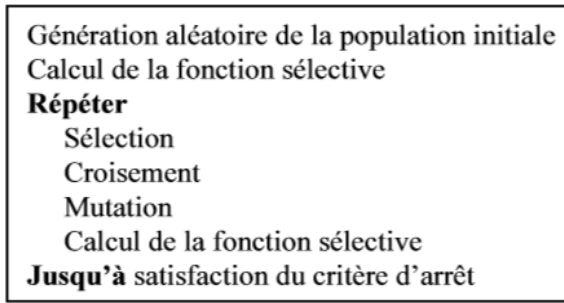 Génération aléatoire de la population initiale
Calcul de la fonction sélective
Répéter
Sélection
Croisement
Mutation
Calcul de la fonction sélective
Jusqu'à satisfaction du critère d'arrêt